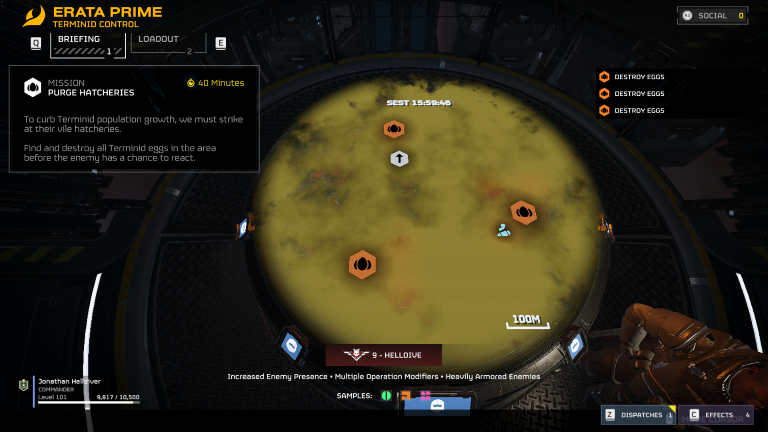 ERATA PRIME
TERMINID CONTROL
SOCIAL 0
Q
BRIEFING
1
LOADOUT
2
E
MISSION
PURGE HATCHERIES
40 Minutes
To curb Terminid population growth, we must strike
at their vile hatcheries.
Find and destroy all Terminid eggs in the area
before the enemy has a chance to react.
DESTROY EGGS
DESTROY EGGS
DESTROY EGGS
SEST 15:59:46
100M
9 - HELLDIVE
Increased Enemy Presence • Multiple Operation Modifiers • Heavily Armored Enemies
SAMPLES:
Jonathan Helldiver
COMMANDER
Level 101
9,817 / 10,500
Z DISPATCHES 1
C EFFECTS 4